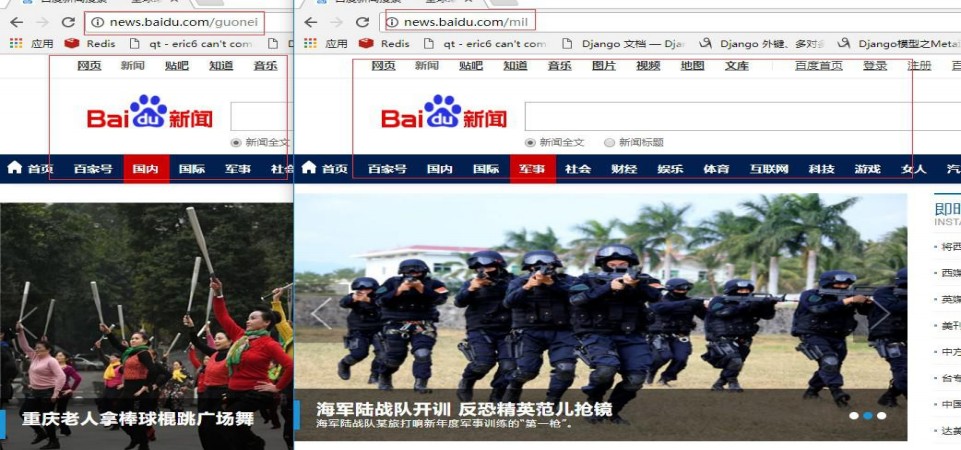 news.baidu.com/guonei
应用 Redis qt - eric6 can't com
网页 新闻 贴吧 知道 音乐
Bai du 新闻
新闻全文
首页 百家号 国内 国际 军事
重庆老人拿棒球棍跳广场舞
news.baidu.com/mil
应用 Redis qt - eric6 can't com Django 文档 — Dja Django 外键、多对 Django模型之Meta
网页 新闻 贴吧 知道 音乐 图片 视频 地图 文库 百度首页 登录 注册
Bai du 新闻
新闻全文 新闻标题
首页 百家号 国内 国际 军事 社会 财经 娱乐 体育 互联网 科技 游戏 女人
海军陆战队开训 反恐精英范儿抢镜
海军陆战队某旅打响新年度军事训练的“第一枪”。
即时
INST
将西
西媒
英媒
美刊
中方
台专
中国
达美